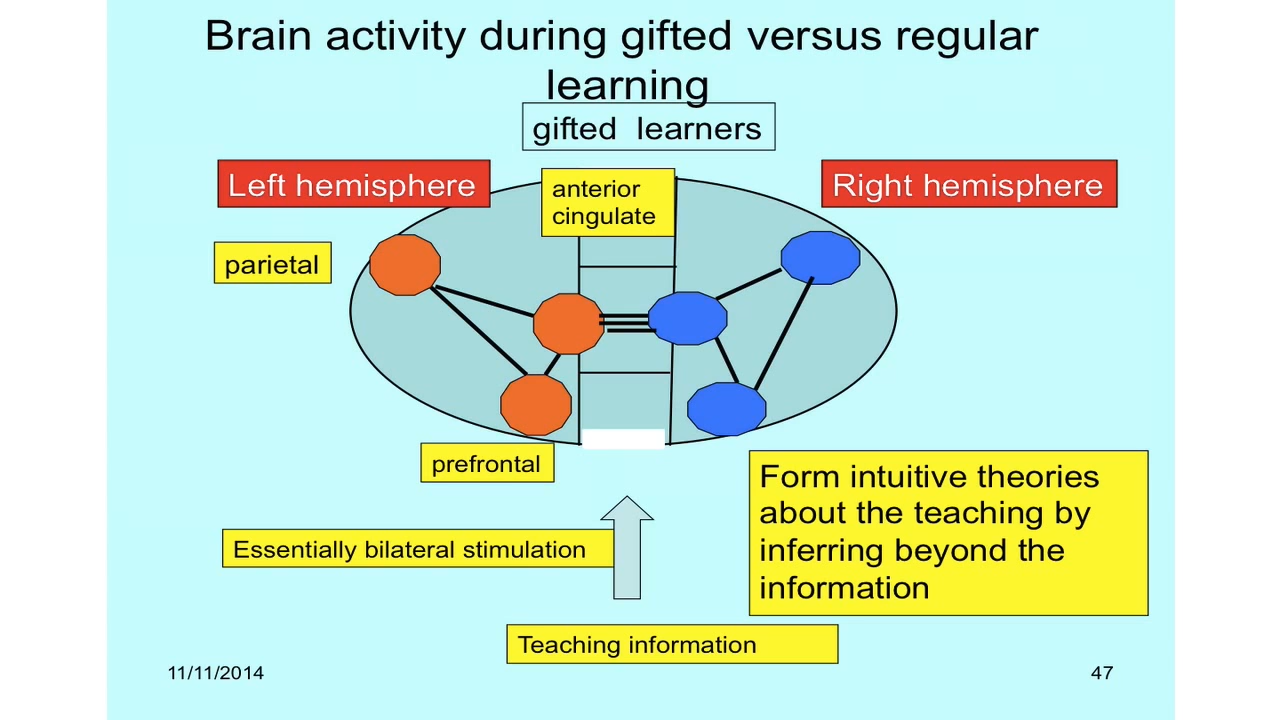 Brain activity during gifted versus regular
learning
gifted learners
Left hemisphere
anterior
cingulate
Right hemisphere
parietal
prefrontal
Form intuitive theories
about the teaching by
inferring beyond the
information
Essentially bilateral stimulation
Teaching information
11/11/2014
47